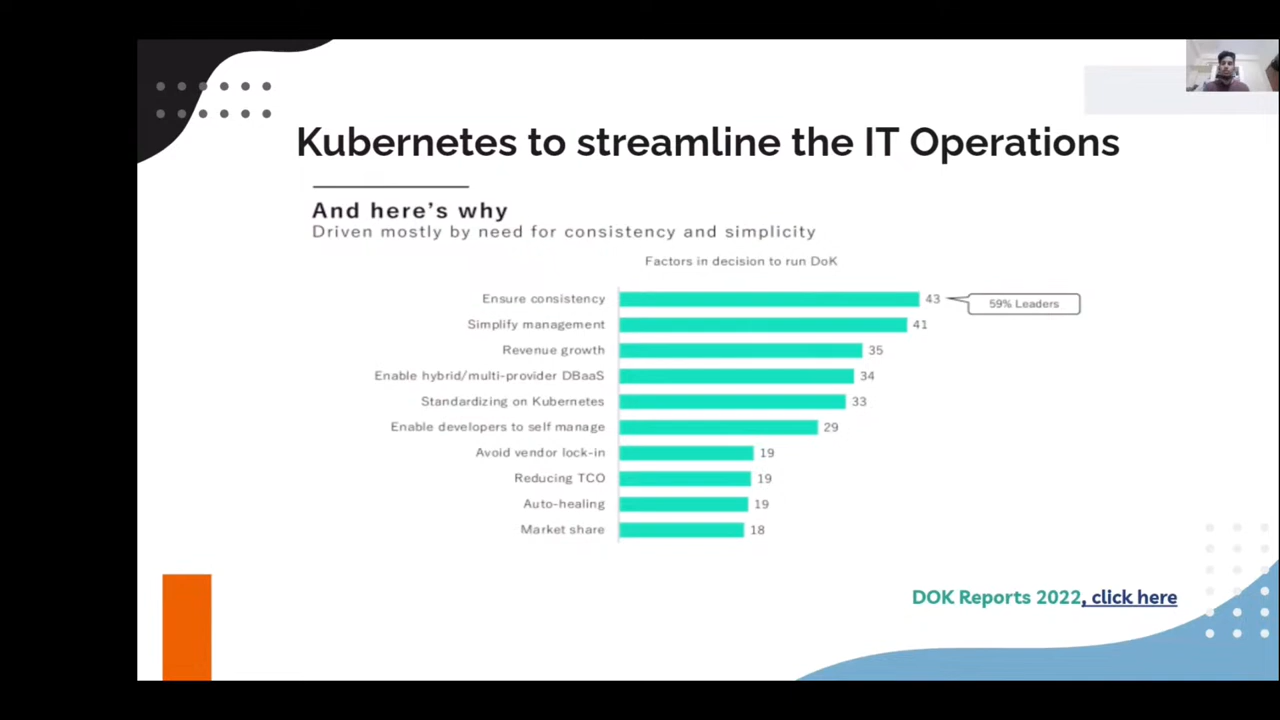 Kubernetes to streamline the IT Operations
And here's why
Driven mostly by need for consistency and simplicity
Factors in decision to run DoK
Ensure consistency 43 59% Leaders
Simplify management 41
Revenue growth 35
Enable hybrid/multi-provider DBaaS 34
Standardizing on Kubernetes 33
Enable developers to self manage 29
Avoid vendor lock-in 19
Reducing TCO 19
Auto-healing 19
Market share 18
DOK Reports 2022, click here